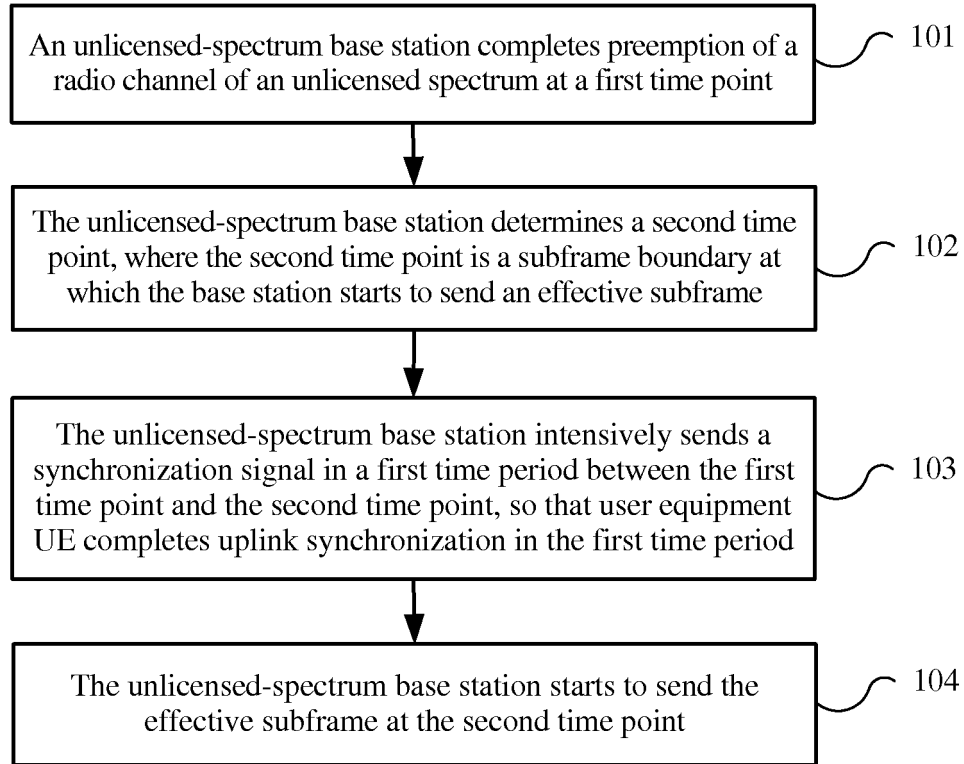 An unlicensed-spectrum base station completes preemption of a
radio channel of an unlicensed spectrum at a first time point
101
The unlicensed-spectrum base station determines a second time
point, where the second time point is a subframe boundary at
which the base station starts to send an effective subframe
102
The unlicensed-spectrum base station intensively sends a
synchronization signal in a first time period between the first
time point and the second time point, so that user equipment
UE completes uplink synchronization in the first time period
103
The unlicensed-spectrum base station starts to send the
effective subframe at the second time point
104